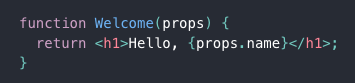 function Welcome(props) {
  return <h1>Hello, {props.name}</h1>;
}